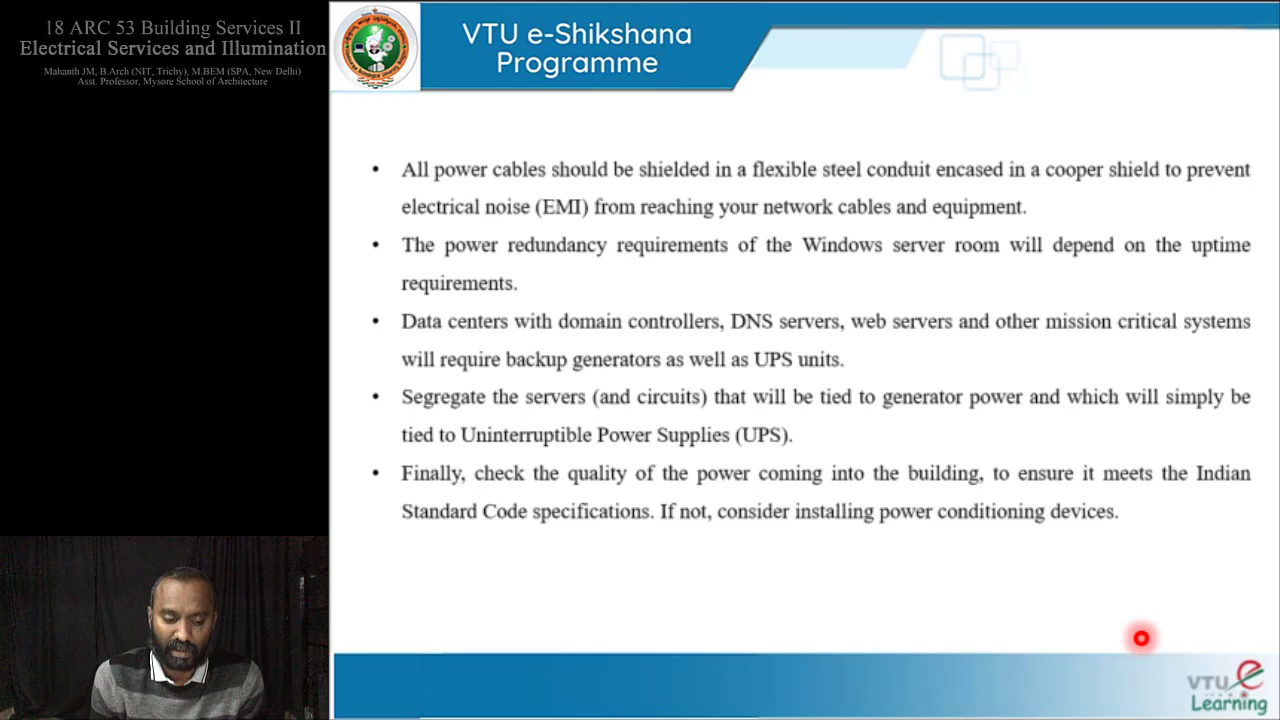 18 ARC 53 Building Services II
Electrical Services and Illumination
Mahanth JM, B.Arch (NIT, Trichy), M.BEM (SPA, New Delhi)
Asst. Professor, Mysore School of Architecture
VTU e-Shikshana
Programme
• All power cables should be shielded in a flexible steel conduit encased in a cooper shield to prevent
electrical noise (EMI) from reaching your network cables and equipment.
• The power redundancy requirements of the Windows server room will depend on the uptime
requirements.
• Data centers with domain controllers, DNS servers, web servers and other mission critical systems
will require backup generators as well as UPS units.
• Segregate the servers (and circuits) that will be tied to generator power and which will simply be
tied to Uninterruptible Power Supplies (UPS).
• Finally, check the quality of the power coming into the building, to ensure it meets the Indian
Standard Code specifications. If not, consider installing power conditioning devices.
VTU e
Learning